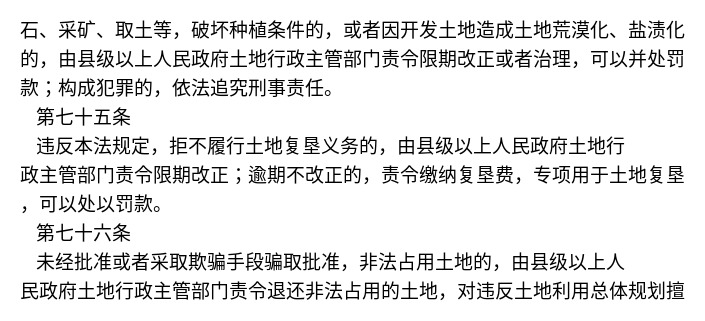 石、采矿、取土等，破坏种植条件的，或者因开发土地造成土地荒漠化、盐渍化
的，由县级以上人民政府土地行政主管部门责令限期改正或者治理，可以并处罚
款；构成犯罪的，依法追究刑事责任。
第七十五条
违反本法规定，拒不履行土地复垦义务的，由县级以上人民政府土地行
政主管部门责令限期改正；逾期不改正的，责令缴纳复垦费，专项用于土地复垦
，可以处以罚款。
第七十六条
未经批准或者采取欺骗手段骗取批准，非法占用土地的，由县级以上人
民政府土地行政主管部门责令退还非法占用的土地，对违反土地利用总体规划擅